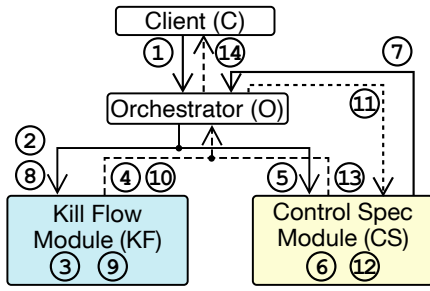 Client (C)
1 14 7
Orchestrator (O)
11
2
8 4 10 5 13
Kill Flow
Module (KF)
3 9
Control Spec
Module (CS)
6 12